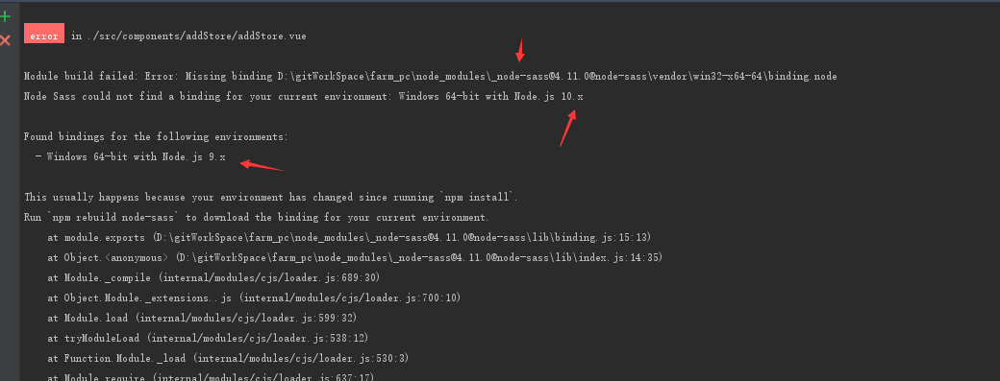 error in ./src/components/addStore/addStore.vue
Module build failed: Error: Missing binding D:\gitWorkSpace\farm_pc\node_modules\_node-sass@4.11.0@node-sass\vendor\win32-x64-64\binding.node
Node Sass could not find a binding for your current environment: Windows 64-bit with Node.js 10.x
Found bindings for the following environments:
- Windows 64-bit with Node.js 9.x
This usually happens because your environment has changed since running `npm install`.
Run `npm rebuild node-sass` to download the binding for your current environment.
at module.exports (D:\gitWorkSpace\farm_pc\node_modules\_node-sass@4.11.0@node-sass\lib\binding.js:15:13)
at Object.<anonymous> (D:\gitWorkSpace\farm_pc\node_modules\_node-sass@4.11.0@node-sass\lib\index.js:14:35)
at Module._compile (internal/modules/cjs/loader.js:689:30)
at Object.Module._extensions..js (internal/modules/cjs/loader.js:700:10)
at Module.load (internal/modules/cjs/loader.js:599:32)
at tryModuleLoad (internal/modules/cjs/loader.js:538:12)
at Function.Module._load (internal/modules/cjs/loader.js:530:3)
at Module.require (internal/modules/cjs/loader.js:637:17)